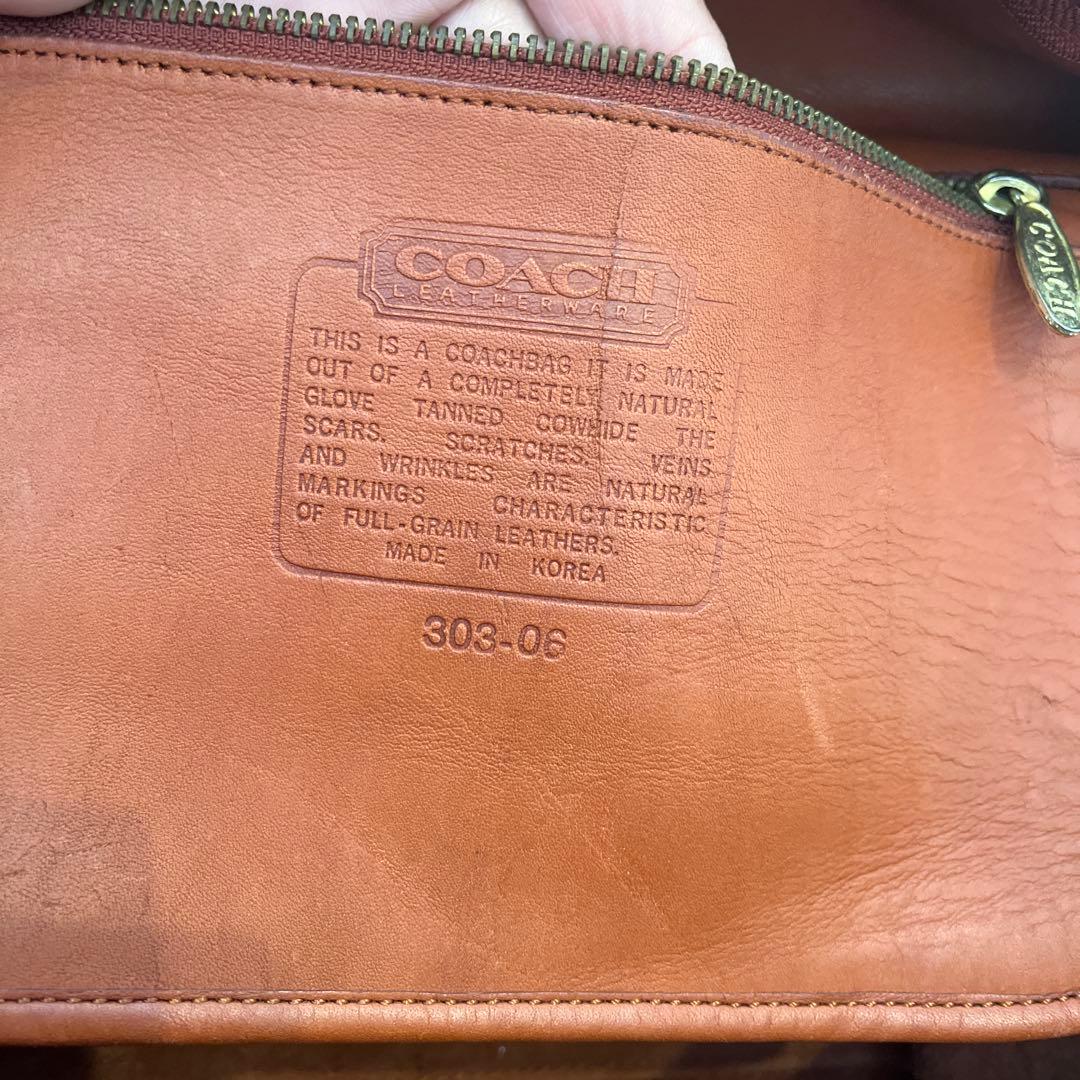 COACH
LEATHERWARE
THIS IS A COACHBAG IT IS MADE
OUT OF A COMPLETELY NATURAL
GLOVE TANNED COWHIDE THE
SCARS. SCRATCHES. VEINS
AND WRINKLES ARE NATURAL
MARKINGS CHARACTERISTIC
OF FULL-GRAIN LEATHERS.
MADE IN KOREA
303-06
COACH